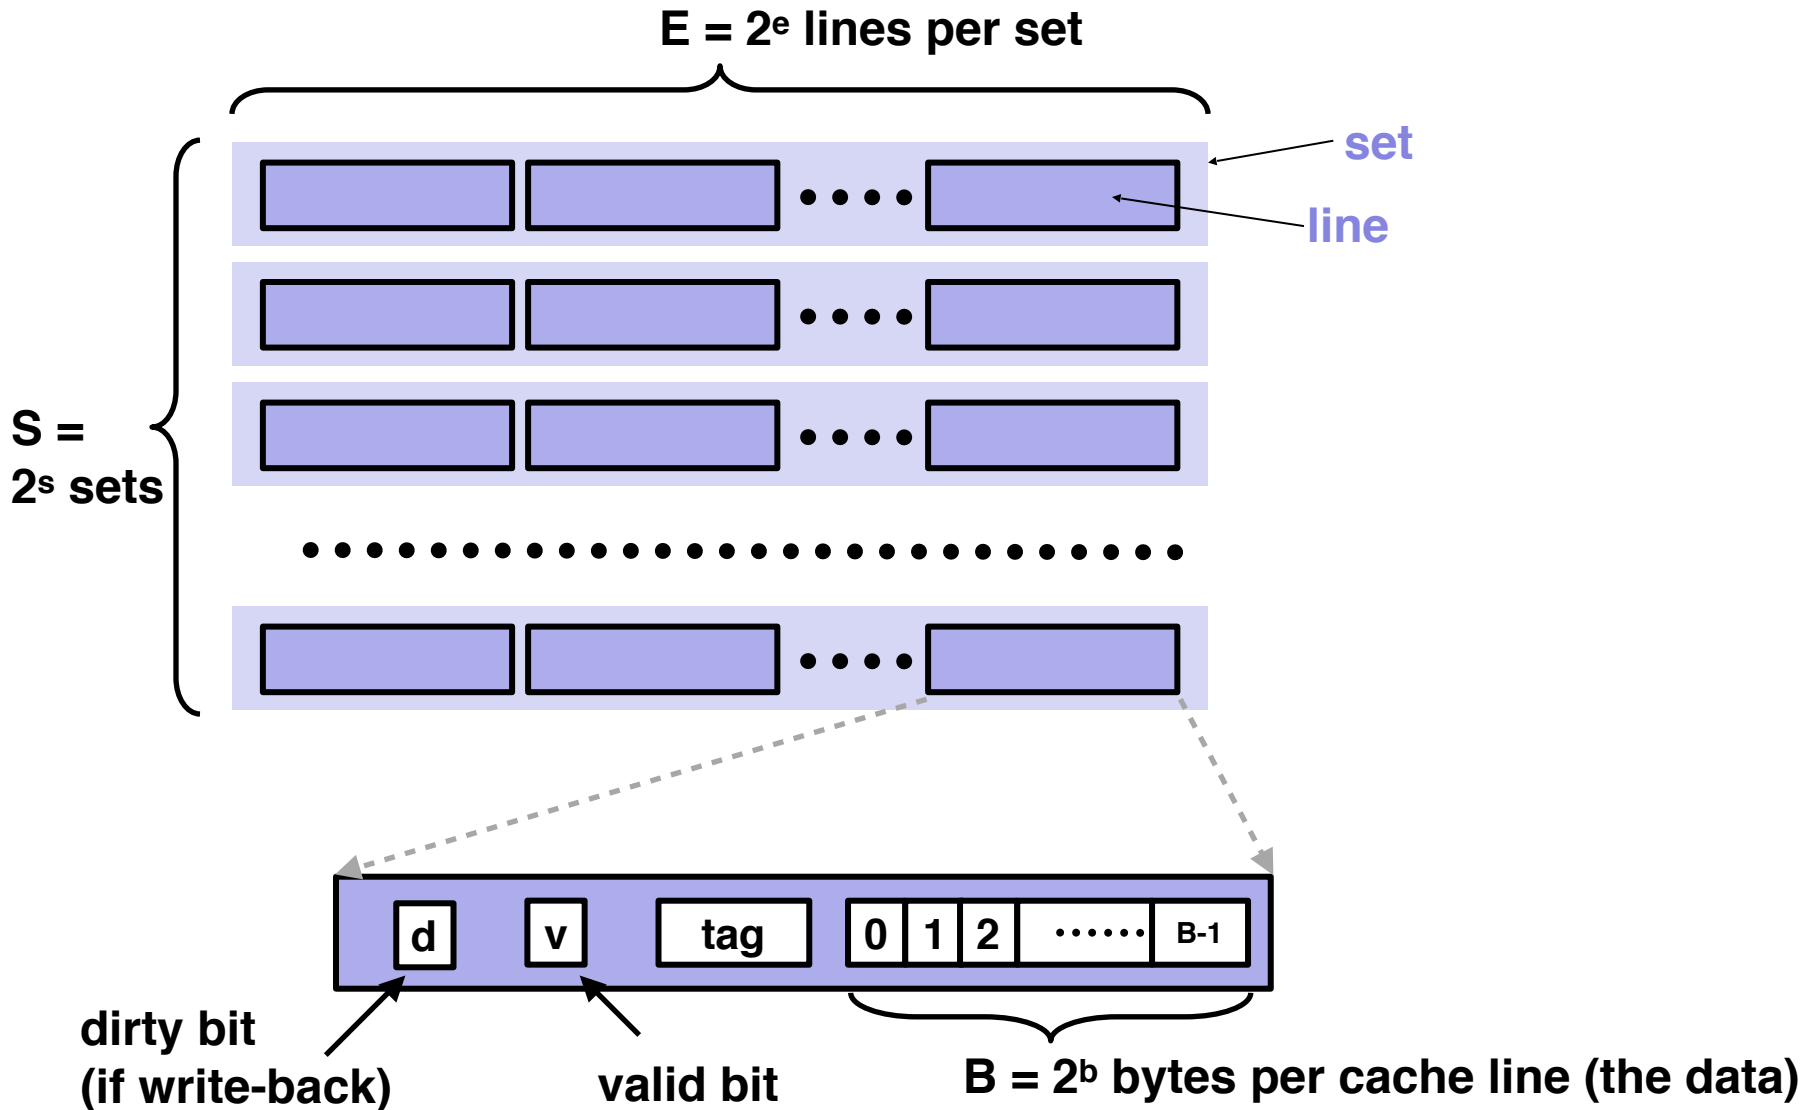 E = 2ᵉ lines per set
set
line
S =
2ˢ sets
d
v
tag
0
1
2
B-1
dirty bit
(if write-back)
valid bit
B = 2ᵇ bytes per cache line (the data)